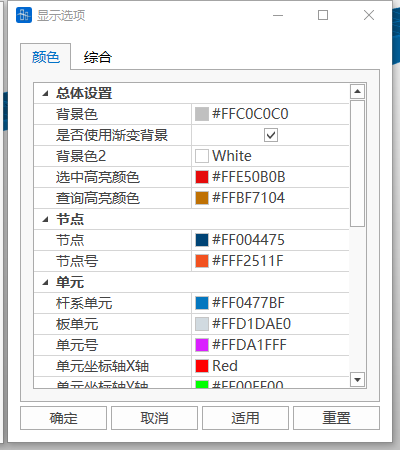 显示选项
颜色 综合
总体设置
背景色 #FFC0C0C0
是否使用渐变背景
背景色2 White
选中高亮颜色 #FFE50B0B
查询高亮颜色 #FFBF7104
节点
节点 #FF004475
节点号 #FFF2511F
单元
杆系单元 #FF0477BF
板单元 #FFD1DAE0
单元号 #FFDA1FFF
单元坐标轴X轴 Red
单元坐标轴Y轴 #FF00FF00
确定 取消 适用 重置